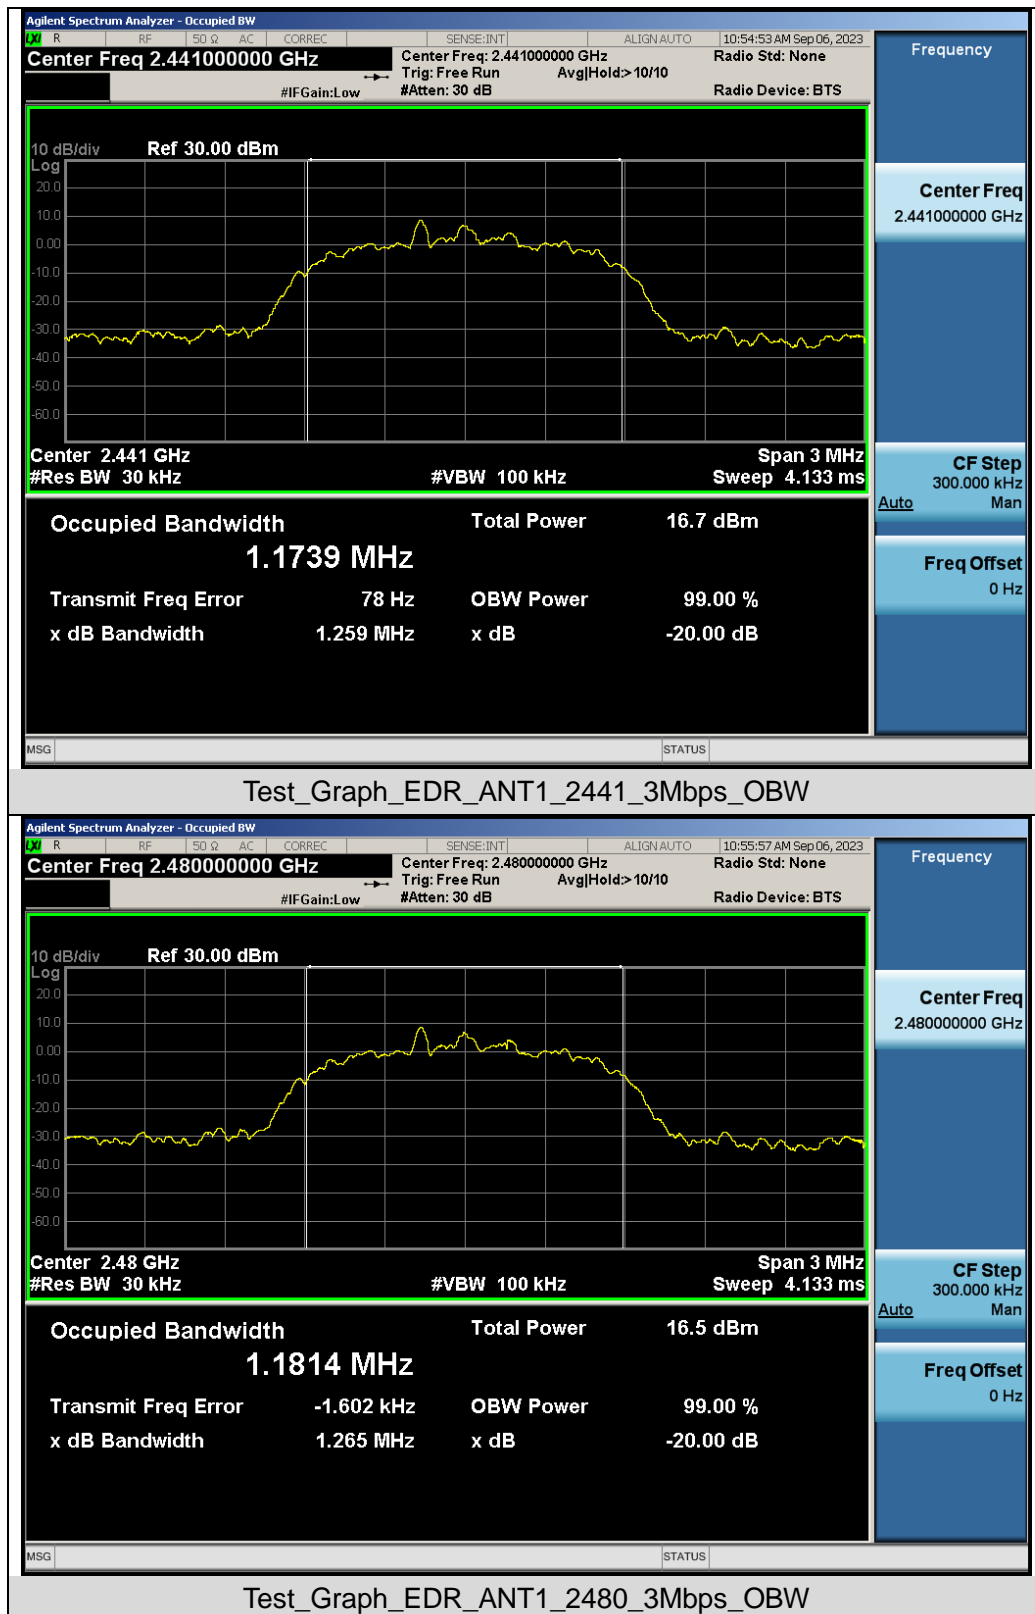 Agilent Spectrum Analyzer - Occupied BW
LXI R RF 50 Ω AC CORREC SENSE:INT ALIGN AUTO 10:54:53 AM Sep 06, 2023
Center Freq 2.441000000 GHz
Center Freq: 2.441000000 GHz
Radio Std: None
Trig: Free Run Avg|Hold:> 10/10
#IFGain:Low
#Atten: 30 dB
Radio Device: BTS
Frequency
10 dB/div Ref 30.00 dBm
Log
20.0
10.0
0.00
-10.0
-20.0
-30.0
-40.0
-50.0
-60.0
Center 2.441 GHz
Span 3 MHz
#Res BW 30 kHz
#VBW 100 kHz
Sweep 4.133 ms
Center Freq
2.441000000 GHz
CF Step
300.000 kHz
Auto Man
Freq Offset
0 Hz
Occupied Bandwidth
1.1739 MHz
Total Power 16.7 dBm
Transmit Freq Error 78 Hz
OBW Power 99.00 %
x dB Bandwidth 1.259 MHz
x dB -20.00 dB
MSG
STATUS
Test_Graph_EDR_ANT1_2441_3Mbps_OBW
Agilent Spectrum Analyzer - Occupied BW
LXI R RF 50 Ω AC CORREC SENSE:INT ALIGN AUTO 10:55:57 AM Sep 06, 2023
Center Freq 2.480000000 GHz
Center Freq: 2.480000000 GHz
Radio Std: None
Trig: Free Run Avg|Hold:> 10/10
#IFGain:Low
#Atten: 30 dB
Radio Device: BTS
Frequency
10 dB/div Ref 30.00 dBm
Log
20.0
10.0
0.00
-10.0
-20.0
-30.0
-40.0
-50.0
-60.0
Center 2.48 GHz
Span 3 MHz
#Res BW 30 kHz
#VBW 100 kHz
Sweep 4.133 ms
Center Freq
2.480000000 GHz
CF Step
300.000 kHz
Auto Man
Freq Offset
0 Hz
Occupied Bandwidth
1.1814 MHz
Total Power 16.5 dBm
Transmit Freq Error -1.602 kHz
OBW Power 99.00 %
x dB Bandwidth 1.265 MHz
x dB -20.00 dB
MSG
STATUS
Test_Graph_EDR_ANT1_2480_3Mbps_OBW